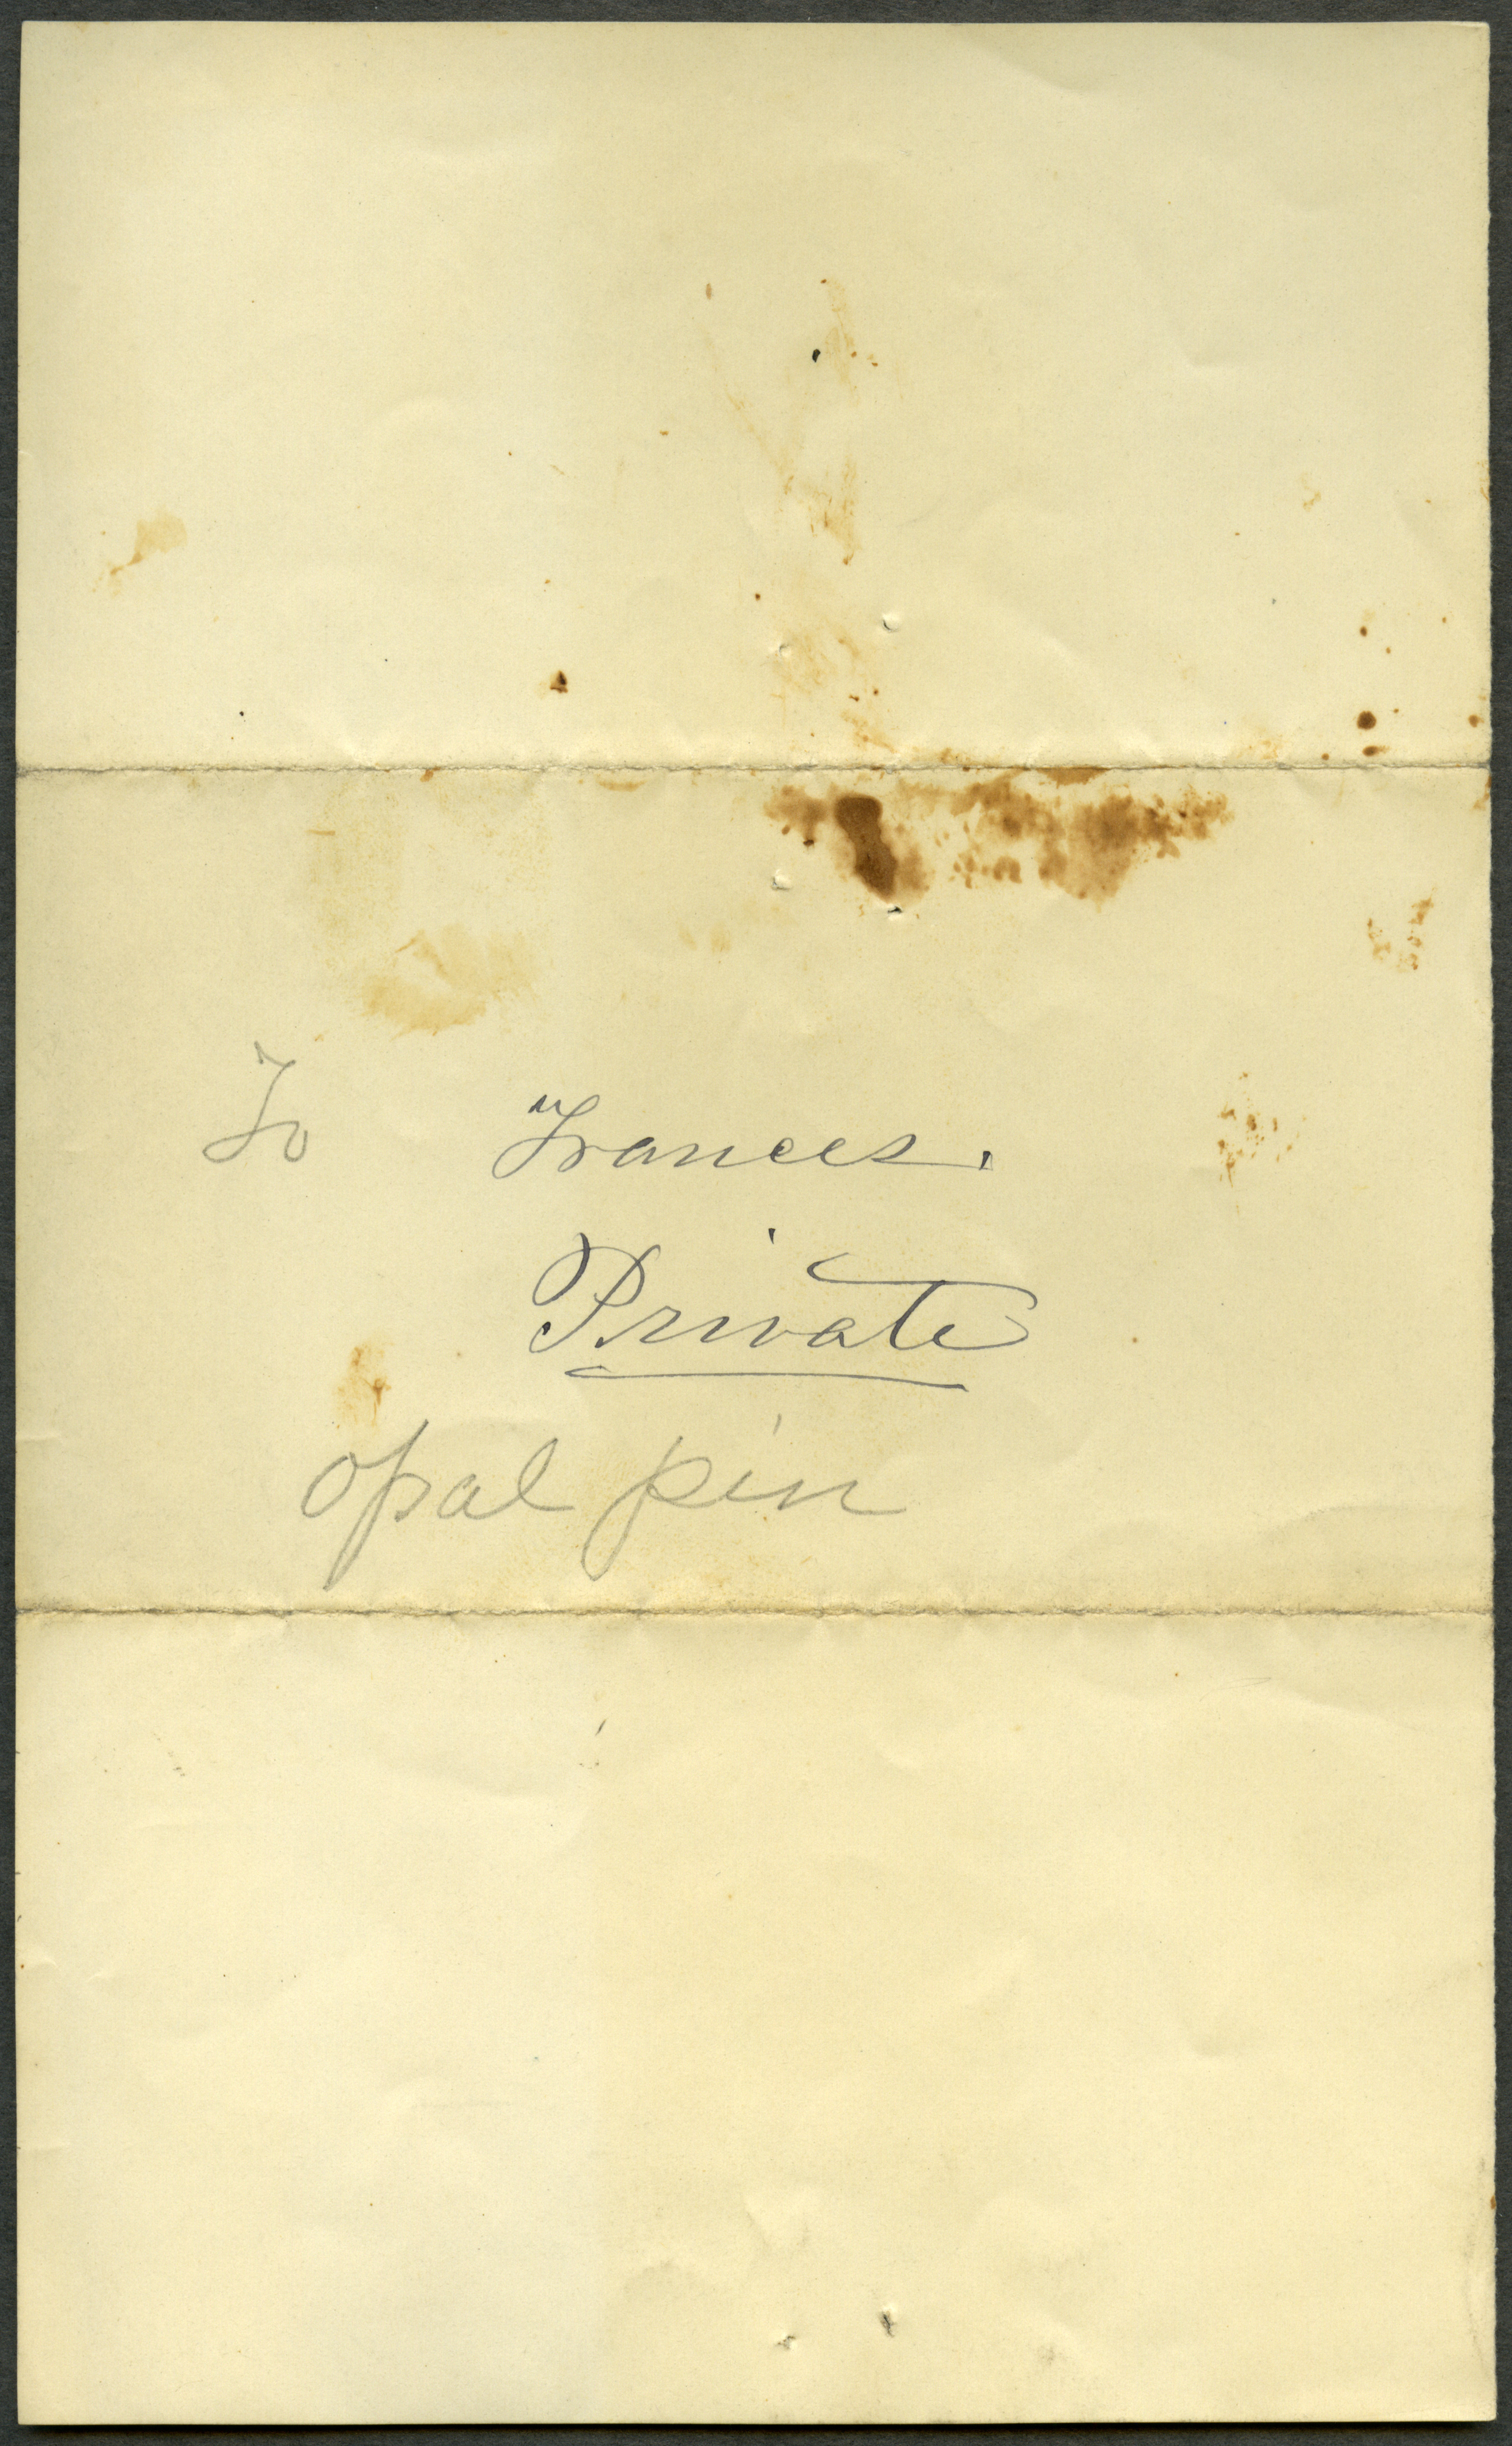 To Frances.
Private
opal pin